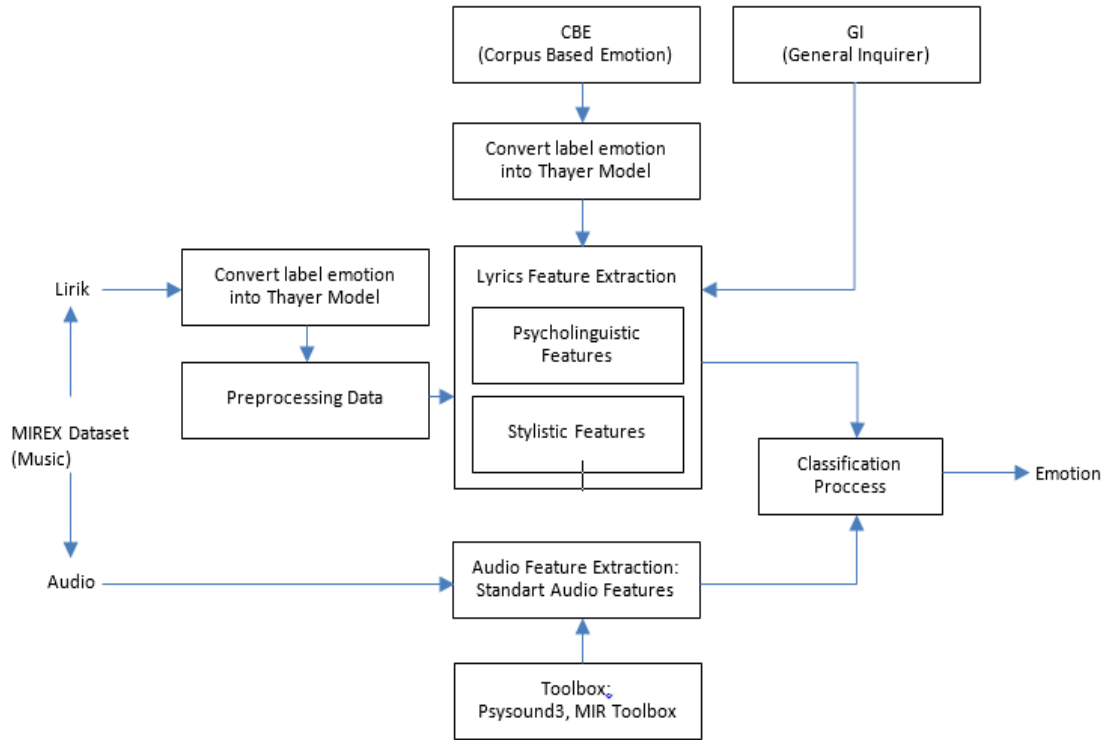 CBE
(Corpus Based Emotion)
GI
(General Inquirer)
Convert label emotion
into Thayer Model
Lirik
Convert label emotion
into Thayer Model
Lyrics Feature Extraction
Psycholinguistic
Features
Preprocessing Data
Stylistic Features
MIREX Dataset
(Music)
Classification
Proccess
Emotion
Audio
Audio Feature Extraction:
Standart Audio Features
Toolbox:
Psysound3, MIR Toolbox